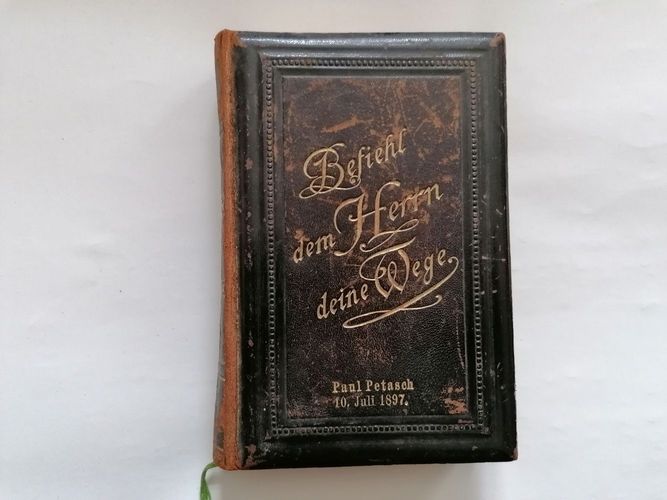 Befiehl
dem Herrn
deine Wege.
Paul Petasch
10. Juli 1897.